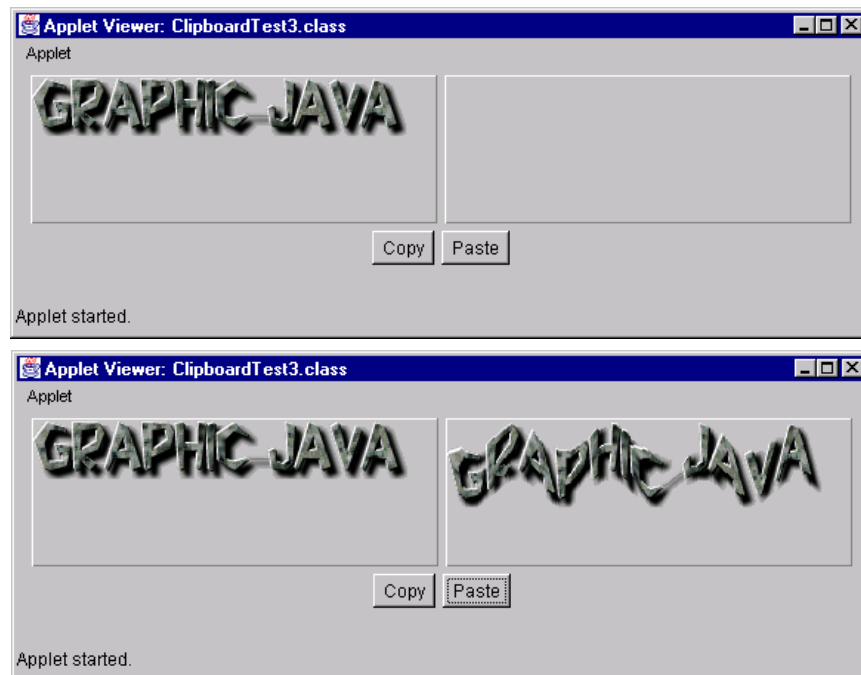 Applet Viewer: ClipboardTest3.class
Applet
GRAPHIC JAVA
Copy Paste
Applet started.
Applet Viewer: ClipboardTest3.class
Applet
GRAPHIC JAVA GRAPHIC JAVA
Copy Paste
Applet started.